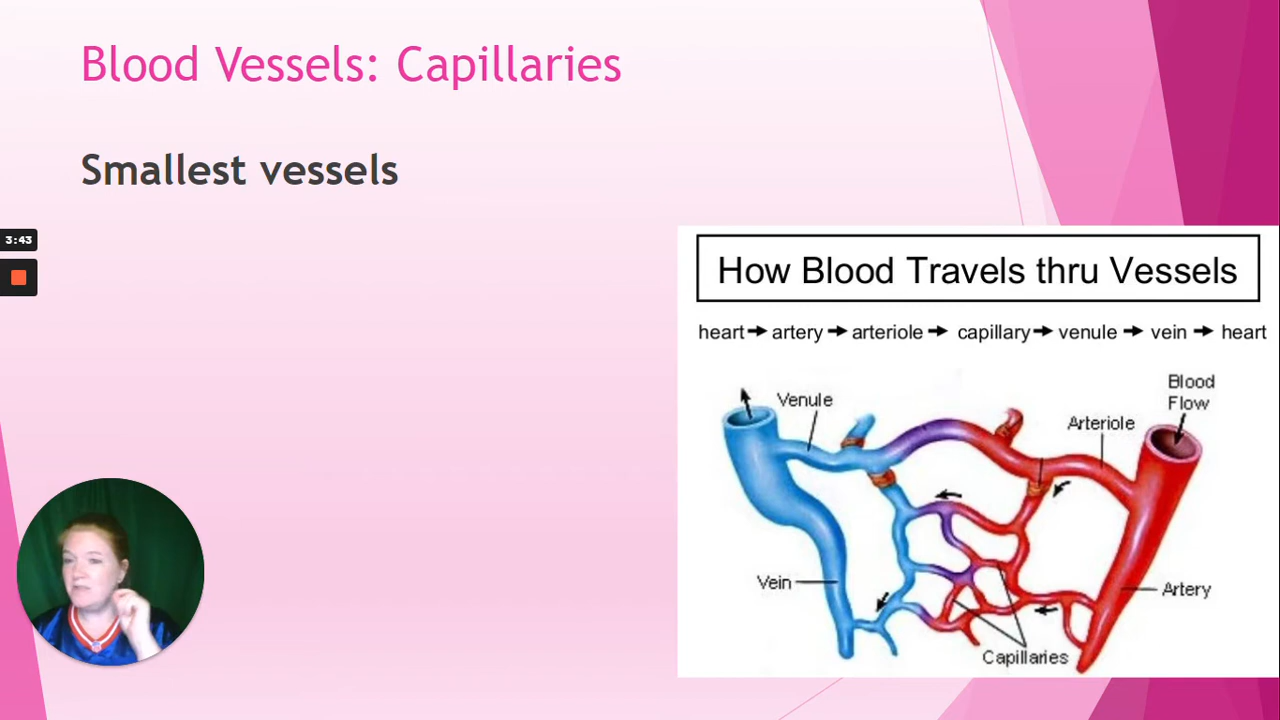 Blood Vessels: Capillaries
Smallest vessels
3:43
How Blood Travels thru Vessels
heart → artery → arteriole → capillary → venule → vein → heart
Blood
Flow
Venule
Arteriole
Vein
Artery
Capillaries